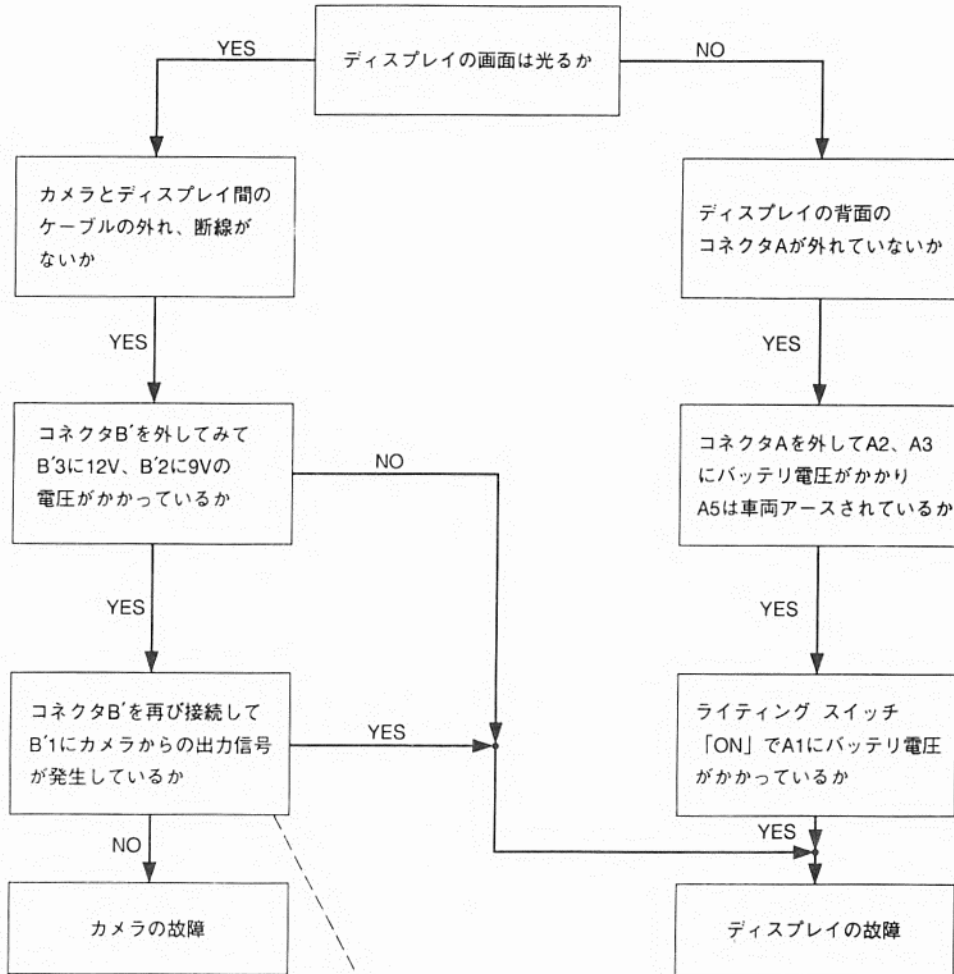 ディスプレイの画面は光るか
YES
NO
カメラとディスプレイ間の
ケーブルの外れ、断線が
ないか
ディスプレイの背面の
コネクタAが外れていないか
YES
YES
コネクタB´を外してみて
B´3に12V、B´2に9Vの
電圧がかかっているか
NO
コネクタAを外してA2、A3
にバッテリ電圧がかかり
A5は車両アースされているか
YES
YES
コネクタB´を再び接続して
B´1にカメラからの出力信号
が発生しているか
YES
ライティング スイッチ
「ON」でA1にバッテリ電圧
がかかっているか
NO
YES
カメラの故障
ディスプレイの故障